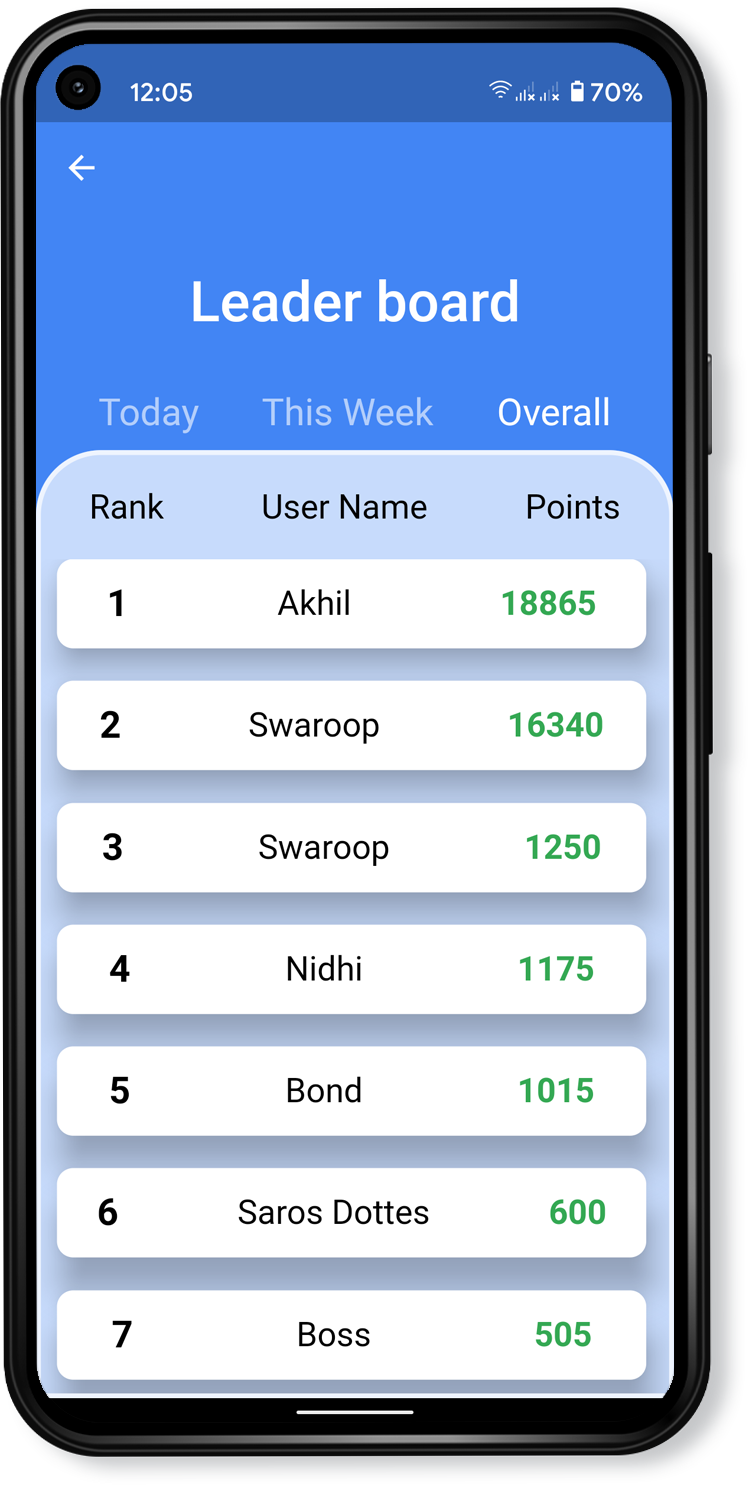 12:05 70%
Leader board
Today This Week Overall
Rank User Name Points
1 Akhil 18865
2 Swaroop 16340
3 Swaroop 1250
4 Nidhi 1175
5 Bond 1015
6 Saros Dottes 600
7 Boss 505